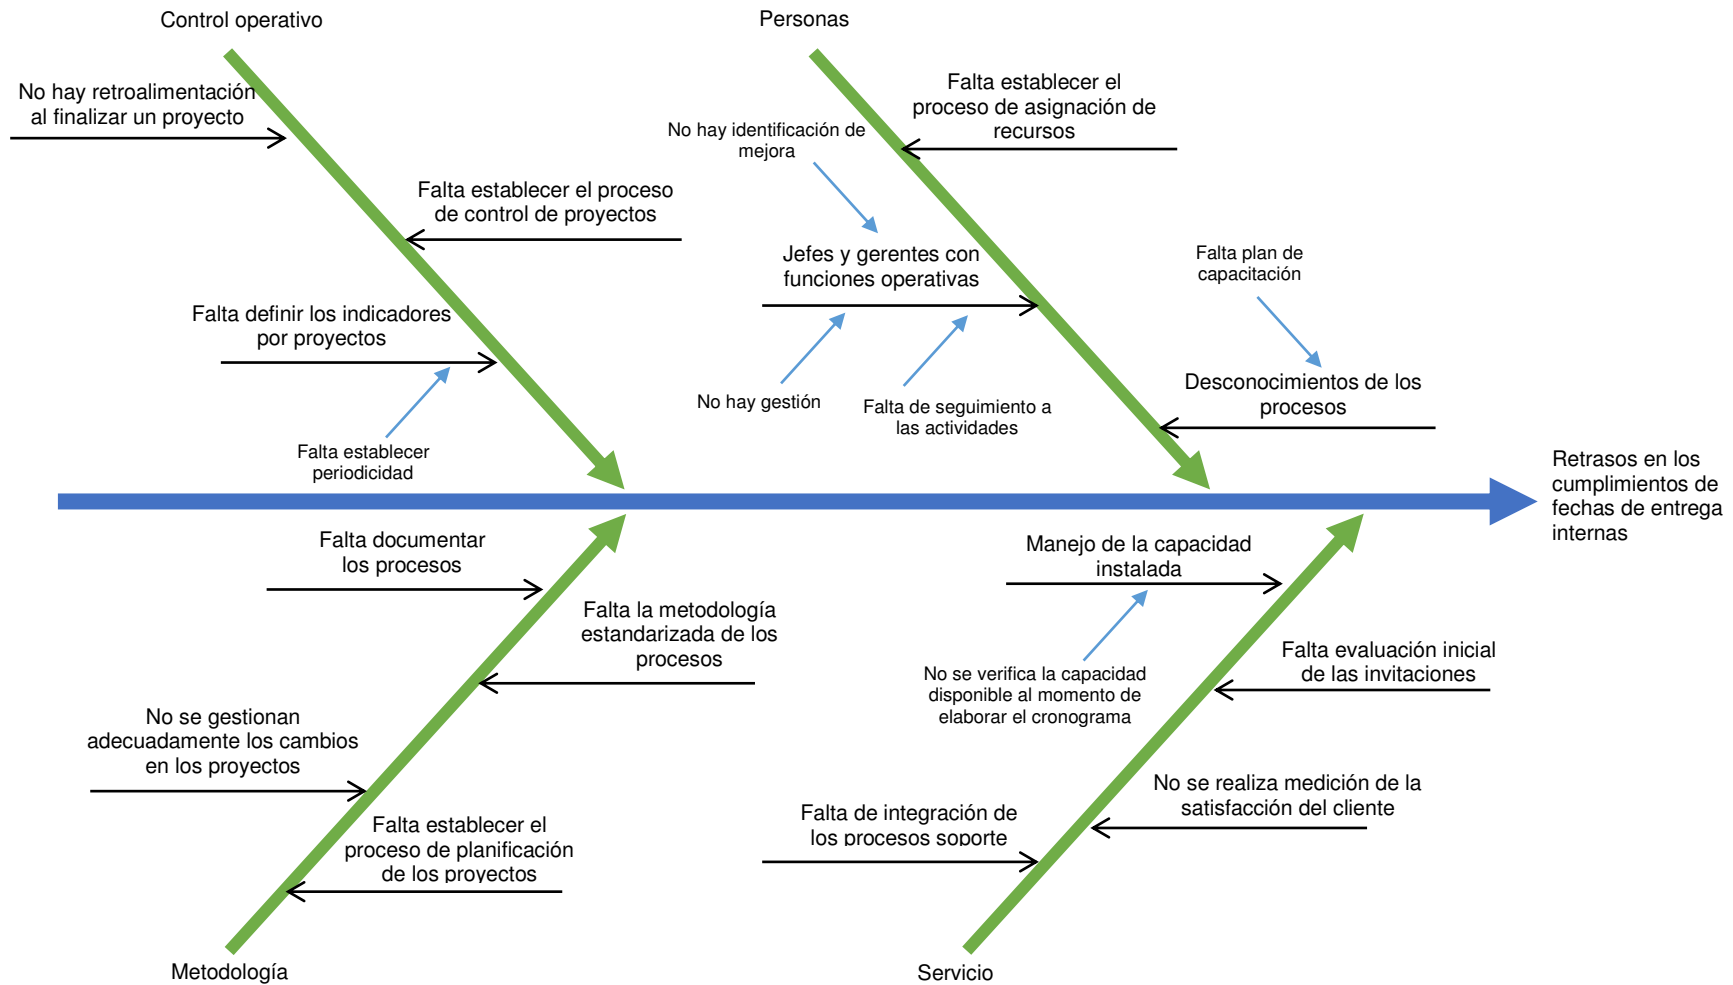 Control operativo
Personas
No hay retroalimentación
al finalizar un proyecto
Falta establecer el
proceso de asignación de
recursos
No hay identificación de
mejora
Falta establecer el proceso
de control de proyectos
Jefes y gerentes con
funciones operativas
Falta plan de
capacitación
Falta definir los indicadores
por proyectos
No hay gestión
Falta de seguimiento a
las actividades
Desconocimientos de los
procesos
Falta establecer
periodicidad
Retrasos en los
cumplimientos de
fechas de entrega
internas
Falta documentar
los procesos
Manejo de la capacidad
instalada
Falta la metodología
estandarizada de los
procesos
Falta evaluación inicial
de las invitaciones
No se verifica la capacidad
disponible al momento de
elaborar el cronograma
No se gestionan
adecuadamente los cambios
en los proyectos
No se realiza medición de la
satisfacción del cliente
Falta de integración de
los procesos soporte
Falta establecer el
proceso de planificación
de los proyectos
Metodología
Servicio